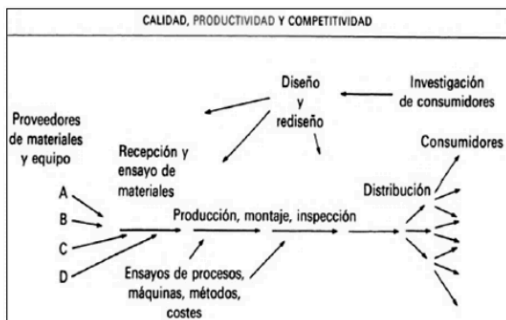 CALIDAD, PRODUCTIVIDAD Y COMPETITIVIDAD
Diseño
y
rediseño
Investigación
de consumidores
Proveedores
de materiales
y equipo
Recepción y
ensayo de
materiales
Consumidores
A
B
C
D
Distribución
Producción, montaje, inspección
Ensayos de procesos,
máquinas, métodos,
costes